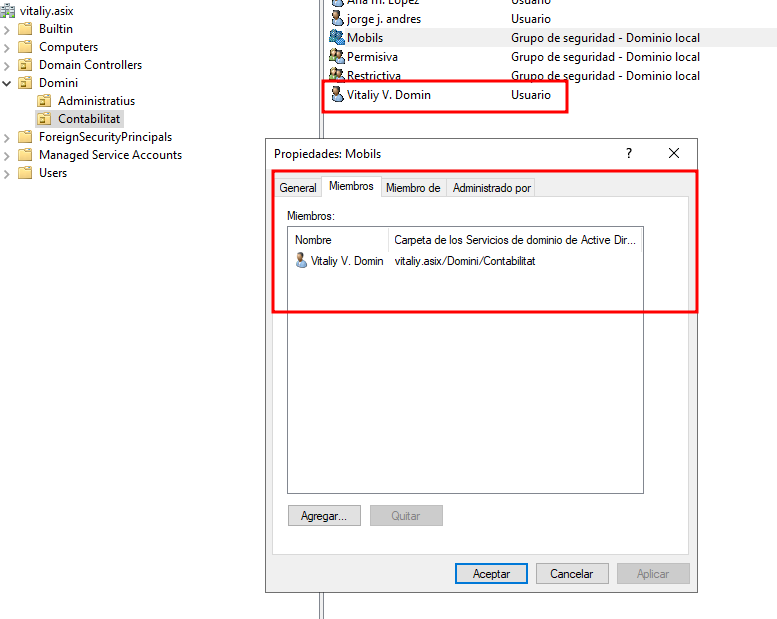 vitaliy.asix
Builtin
Computers
Domain Controllers
Domini
Administratius
Contabilitat
ForeignSecurityPrincipals
Managed Service Accounts
Users
Ana m. López Usuario
jorge j. andres Usuario
Mobils Grupo de seguridad - Dominio local
Permisiva Grupo de seguridad - Dominio local
Restrictiva Grupo de seguridad - Dominio local
Vitaliy V. Domin Usuario
Propiedades: Mobils ?
General Miembros Miembro de Administrado por
Miembros:
Nombre Carpeta de los Servicios de dominio de Active Dir...
Vitaliy V. Domin vitaliy.asix/Domini/Contabilitat
Agregar... Quitar
Aceptar Cancelar Aplicar